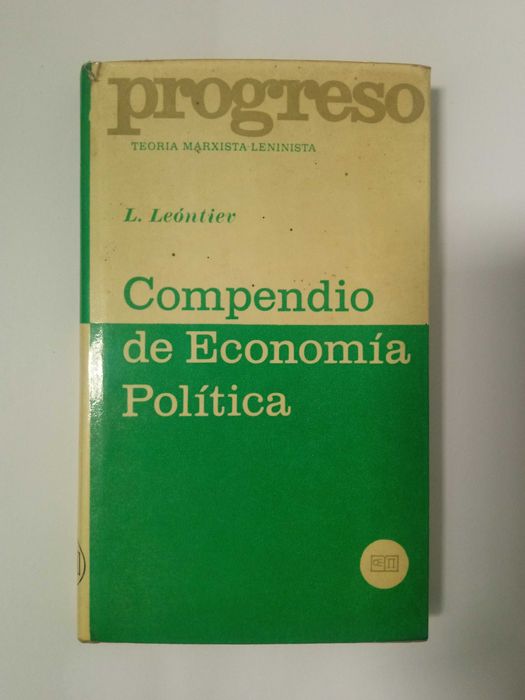 progreso
TEORIA MARXISTA-LENINISTA
L. Leóntiev
Compendio
de Economía
Política